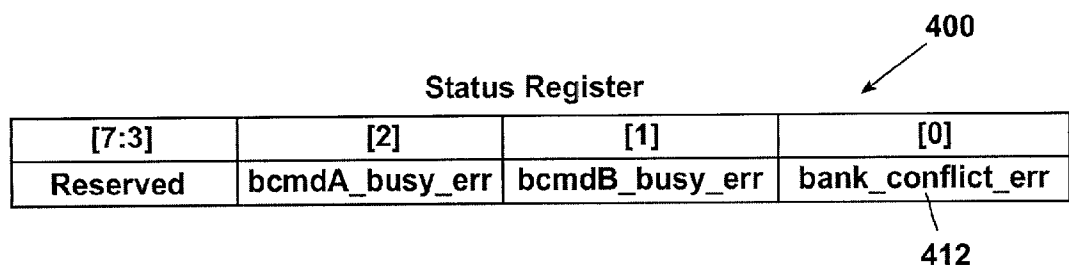 400
Status Register
[7:3] [2] [1] [0]
Reserved bcmdA_busy_err bcmdB_busy_err bank_conflict_err
412